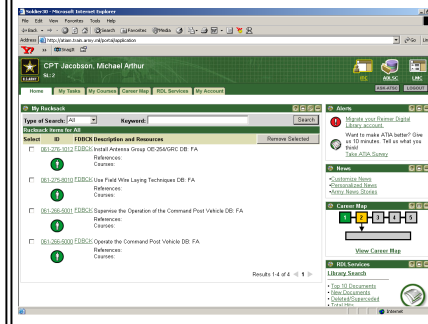 Soldier30 - Microsoft Internet Explorer
File Edit View Favorites Tools Help
Back Search Favorites Media
Address http://atiam.train.army.mil/portal/application Go
CPT Jacobson, Michael Arthur
SL: 2
ADLSC LMC
ASK ATIA! LOGOUT
Home My Tasks My Courses Career Map RDL Services My Account
My Rucksack
Type of Search: All Keyword: Search
Rucksack Items for All
Select ID FDBCK Description and Resources Remove Selected
061-276-1012 FDBCK Install Antenna Group OE-254/GRC DB: FA
References:
Courses:
061-275-8010 FDBCK Use Field Wire Laying Techniques DB: FA
References:
Courses:
061-266-5001 FDBCK Supervise the Operation of the Command Post Vehicle DB: FA
References:
Courses:
061-266-5000 FDBCK Operate the Command Post Vehicle DB: FA
References:
Courses:
Results 1-4 of 4 1
Alerts
Migrate your Reimer Digital Library account.
Want to make ATIA better? Give
us 10 minutes. Tell us what you
think!
Take ATIA Survey
News
•Customize News
•Personalized News
•Army News Stories
Career Map
1 2 3 4 5
View Career Map
RDL Services
Library Search
• Top 10 Documents
• New Documents
• Deleted/Superceded
• Total Hits
Internet